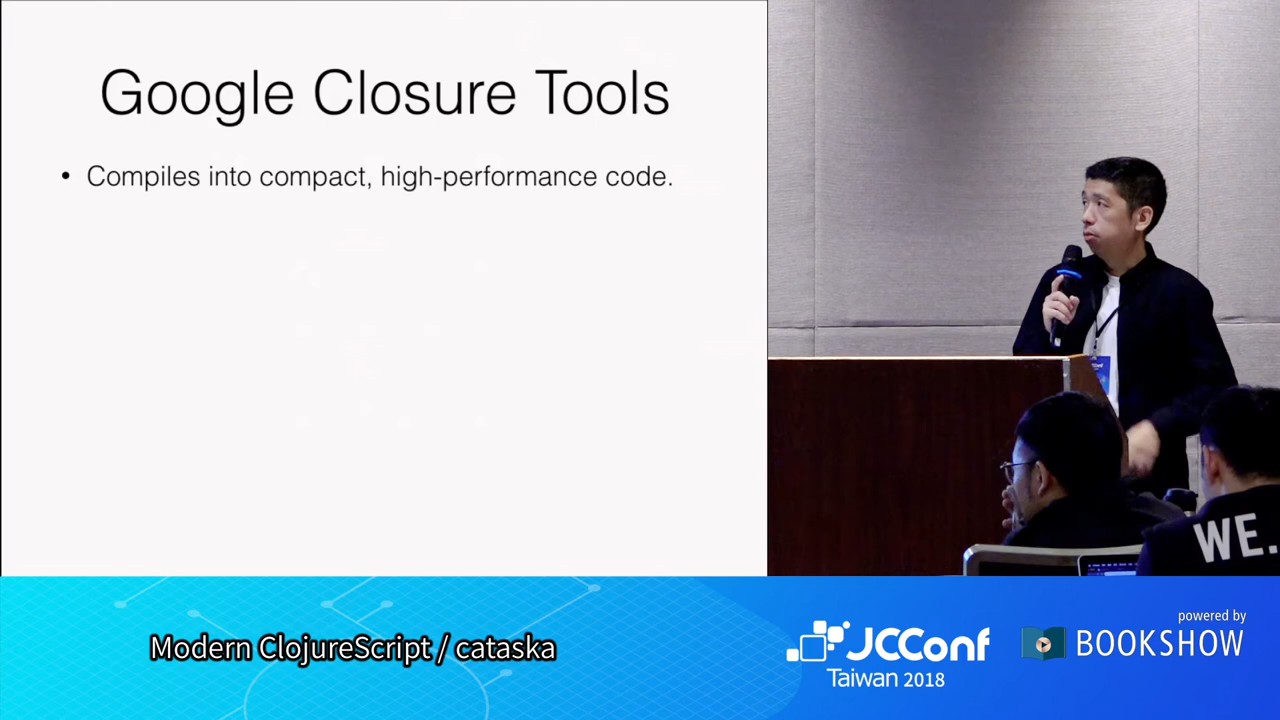 Google Closure Tools
• Compiles into compact, high-performance code.
WE.
Modern ClojureScript / cataska
JCConf
Taiwan 2018
powered by
BOOKSHOW